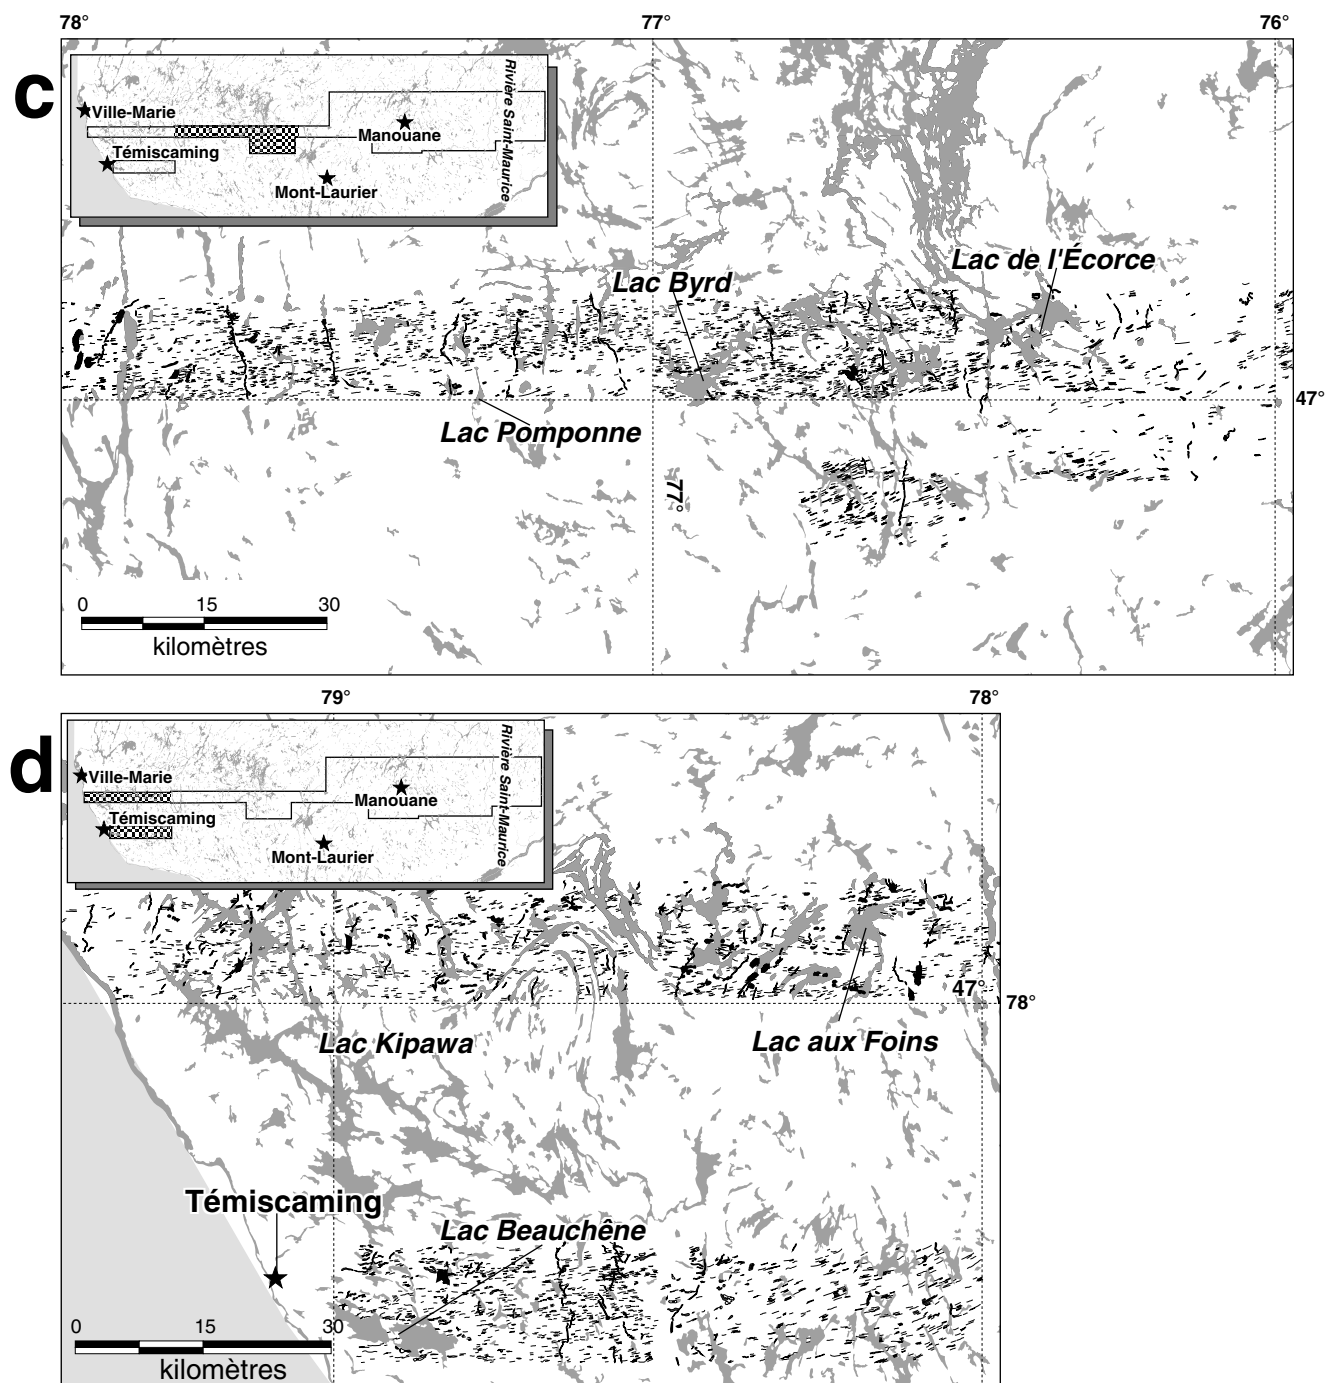 78°
77°
76°
c
Ville-Marie
Témiscaming
Manouane
Mont-Laurier
Rivière Saint-Maurice
Lac de l'Écorce
Lac Byrd
47°
Lac Pomponne
77°
0 15 30
kilomètres
79°
78°
d
Ville-Marie
Témiscaming
Manouane
Mont-Laurier
Rivière Saint-Maurice
47°
78°
Lac Kipawa
Lac aux Foins
Témiscaming
Lac Beauchêne
0 15 30
kilomètres